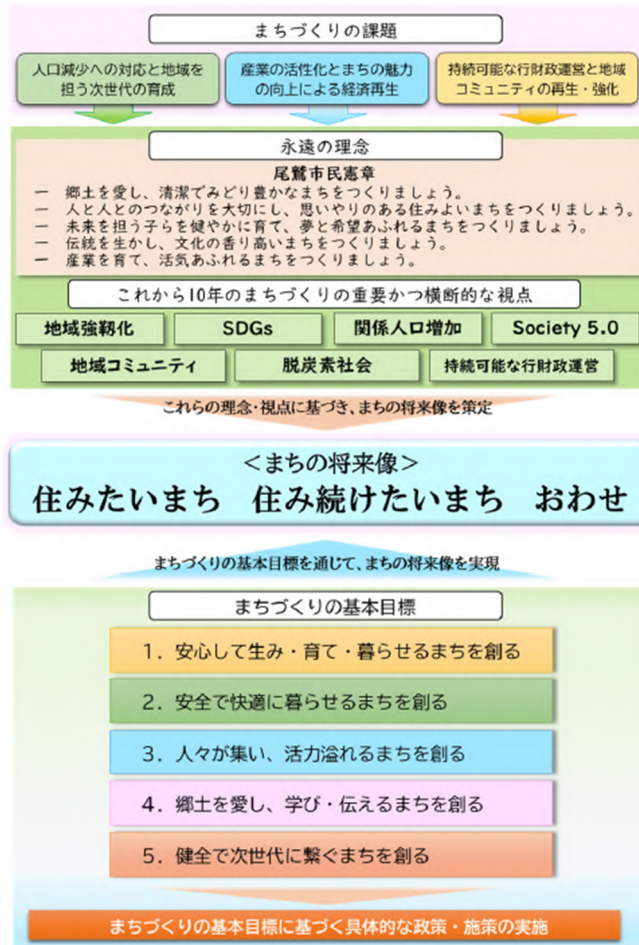 まちづくりの課題
人口減少への対応と地域を
担う次世代の育成
産業の活性化とまちの魅力
の向上による経済再生
持続可能な行財政運営と地域
コミュニティの再生・強化
永遠の理念
尾鷲市民憲章
一 郷土を愛し、清潔でみどり豊かなまちをつくりましょう。
一 人と人とのつながりを大切にし、思いやりのある住みよいまちをつくりましょう。
一 未来を担う子らを健やかに育て、夢と希望あふれるまちをつくりましょう。
一 伝統を生かし、文化の香り高いまちをつくりましょう。
一 産業を育て、活気あふれるまちをつくりましょう。
これから10年のまちづくりの重要かつ横断的な視点
地域強靱化 SDGs 関係人口増加 Society 5.0
地域コミュニティ 脱炭素社会 持続可能な行財政運営
これらの理念・視点に基づき、まちの将来像を策定
＜まちの将来像＞
住みたいまち 住み続けたいまち おわせ
まちづくりの基本目標を通じて、まちの将来像を実現
まちづくりの基本目標
1．安心して生み・育て・暮らせるまちを創る
2．安全で快適に暮らせるまちを創る
3．人々が集い、活力溢れるまちを創る
4．郷土を愛し、学び・伝えるまちを創る
5．健全で次世代に繋ぐまちを創る
まちづくりの基本目標に基づく具体的な政策・施策の実施